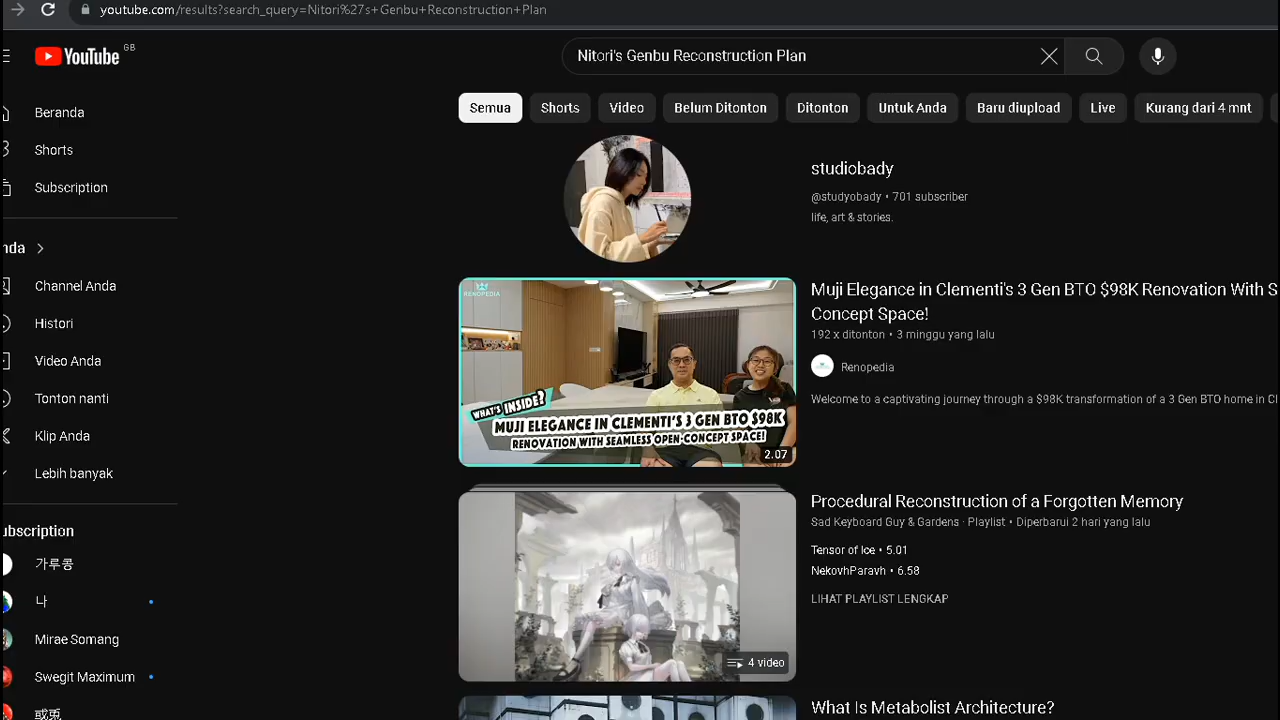 youtube.com/results?search_query=Nitori%27s+Genbu+Reconstruction+Plan
YouTube GB
Nitori's Genbu Reconstruction Plan
Semua Shorts Video Belum Ditonton Ditonton Untuk Anda Baru diupload Live Kurang dari 4 mnt
Beranda
Shorts
Subscription
nda
Channel Anda
Histori
Video Anda
Tonton nanti
Klip Anda
Lebih banyak
ubscription
가루콩
나
Mirae Somang
Swegit Maximum
或兎
studiobady
@studyobady • 701 subscriber
life, art & stories.
RENOPEDIA
WHAT'S INSIDE?
MUJI ELEGANCE IN CLEMENTI'S 3 GEN BTO $98K
RENOVATION WITH SEAMLESS OPEN-CONCEPT SPACE!
2.07
Muji Elegance in Clementi's 3 Gen BTO $98K Renovation With S
Concept Space!
192 x ditonton • 3 minggu yang lalu
Renopedia
Welcome to a captivating journey through a $98K transformation of a 3 Gen BTO home in Cl
4 video
Procedural Reconstruction of a Forgotten Memory
Sad Keyboard Guy & Gardens · Playlist • Diperbarui 2 hari yang lalu
Tensor of Ice • 5.01
NekovhParavh • 6.58
LIHAT PLAYLIST LENGKAP
What Is Metabolist Architecture?